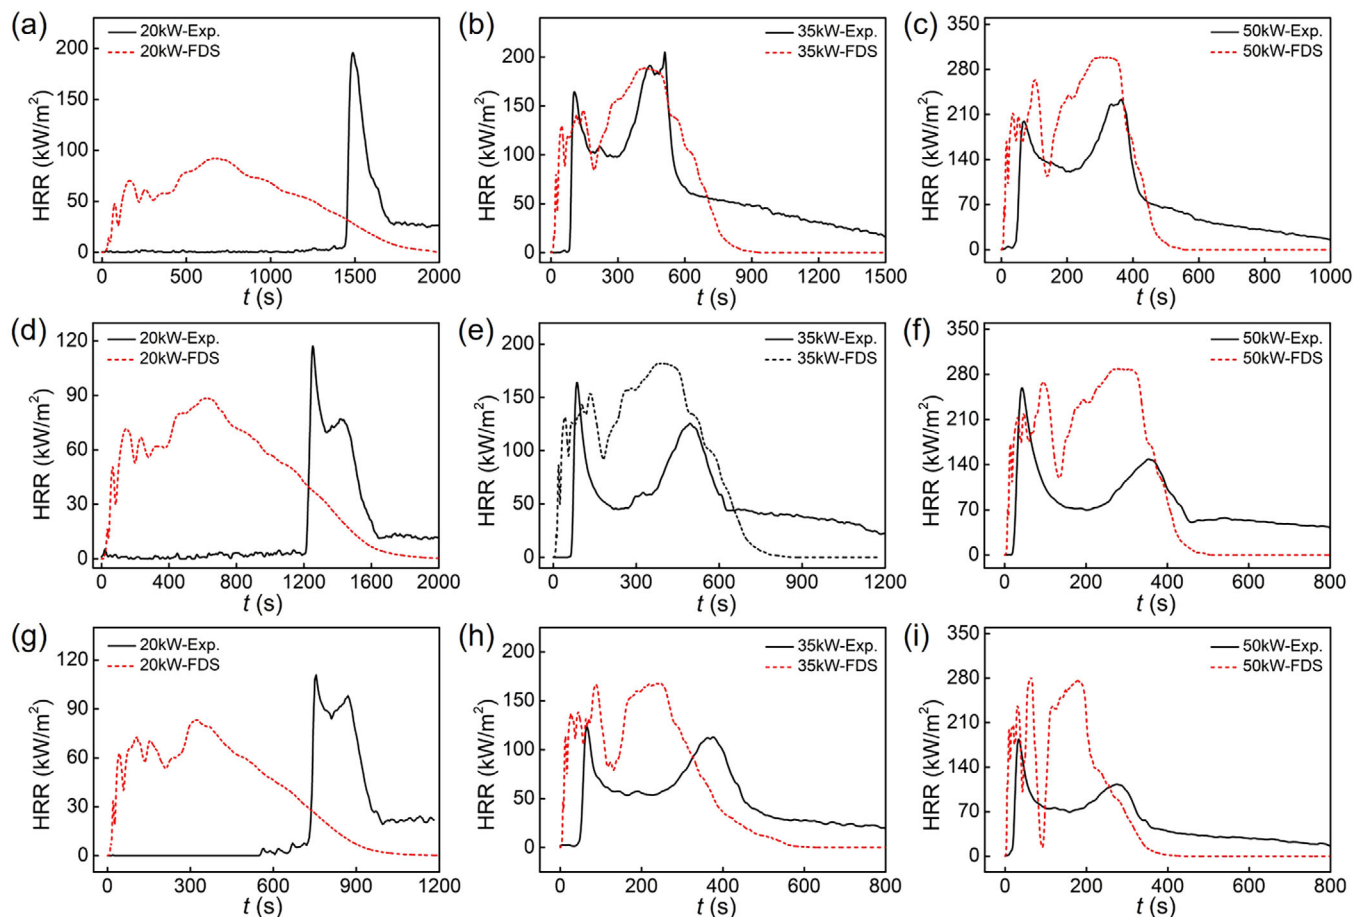 (a)
20kW-Exp.
20kW-FDS
HRR (kW/m²)
200
150
100
50
0
0 500 1000 1500 2000
t (s)
(b)
35kW-Exp.
35kW-FDS
HRR (kW/m²)
200
150
100
50
0
0 300 600 900 1200 1500
t (s)
(c)
50kW-Exp.
50kW-FDS
HRR (kW/m²)
350
280
210
140
70
0
0 200 400 600 800 1000
t (s)
(d)
20kW-Exp.
20kW-FDS
HRR (kW/m²)
120
90
60
30
0
0 400 800 1200 1600 2000
t (s)
(e)
35kW-Exp.
35kW-FDS
HRR (kW/m²)
200
150
100
50
0
0 300 600 900 1200
t (s)
(f)
50kW-Exp.
50kW-FDS
HRR (kW/m²)
350
280
210
140
70
0
0 200 400 600 800
t (s)
(g)
20kW-Exp.
20kW-FDS
HRR (kW/m²)
120
90
60
30
0
0 300 600 900 1200
t (s)
(h)
35kW-Exp.
35kW-FDS
HRR (kW/m²)
200
150
100
50
0
0 200 400 600 800
t (s)
(i)
50kW-Exp.
50kW-FDS
HRR (kW/m²)
350
280
210
140
70
0
0 200 400 600 800
t (s)